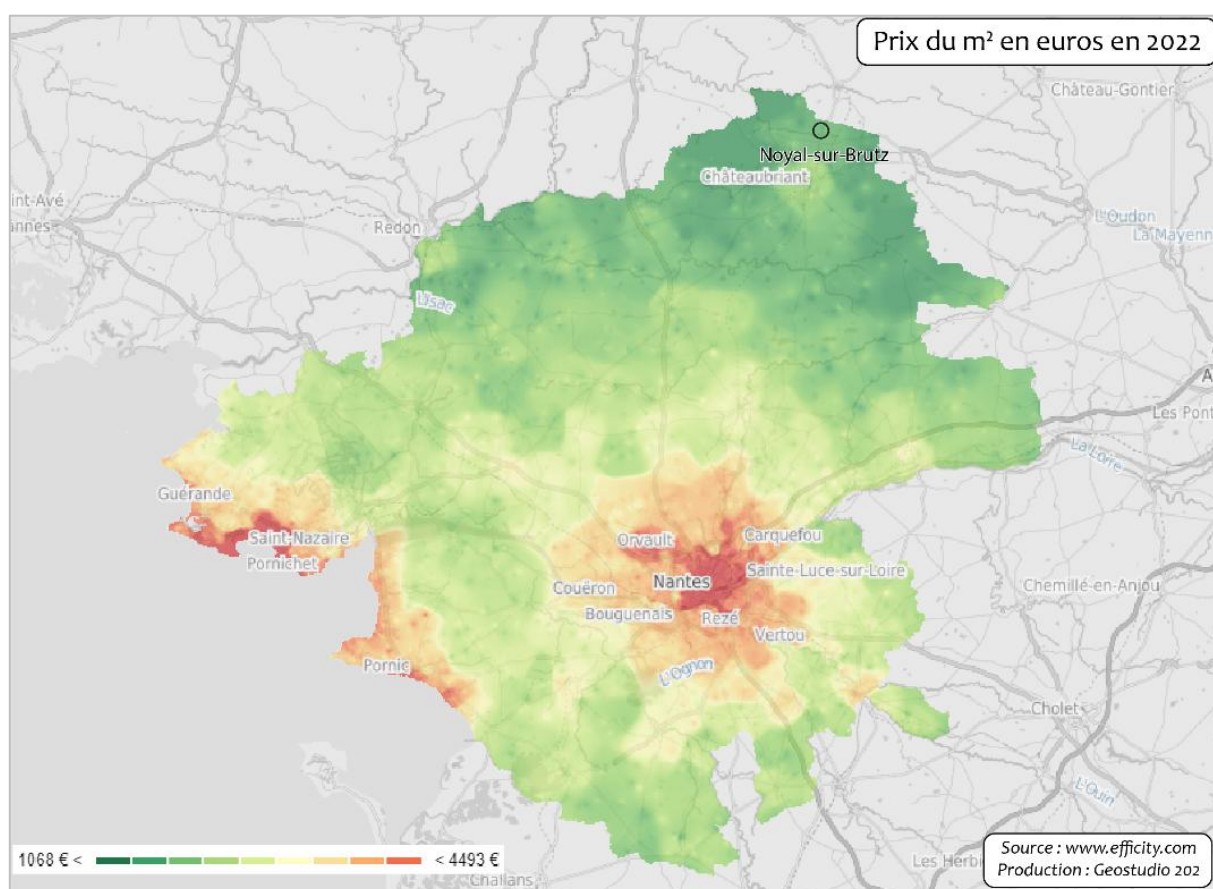 Prix du m² en euros en 2022
Château-Gontier
Noyal-sur-Brutz
Châteaubriant
int-Avé
annes
Redon
L'Oudon
La Mayenn
L'Isac
A
Les Pont
La Loire
Guérande
Saint-Nazaire
Pornichet
Orvault
Carquefou
Nantes
Sainte-Luce-sur-Loire
Couëron
Chemillé-en-Anjou
Bouguenais
Rezé
Vertou
Pornic
L'Ognon
Cholet
L'Ouin
1068 € <
< 4493 €
Challans
Les Herbi
Source : www.efficity.com
Production : Geostudio 202